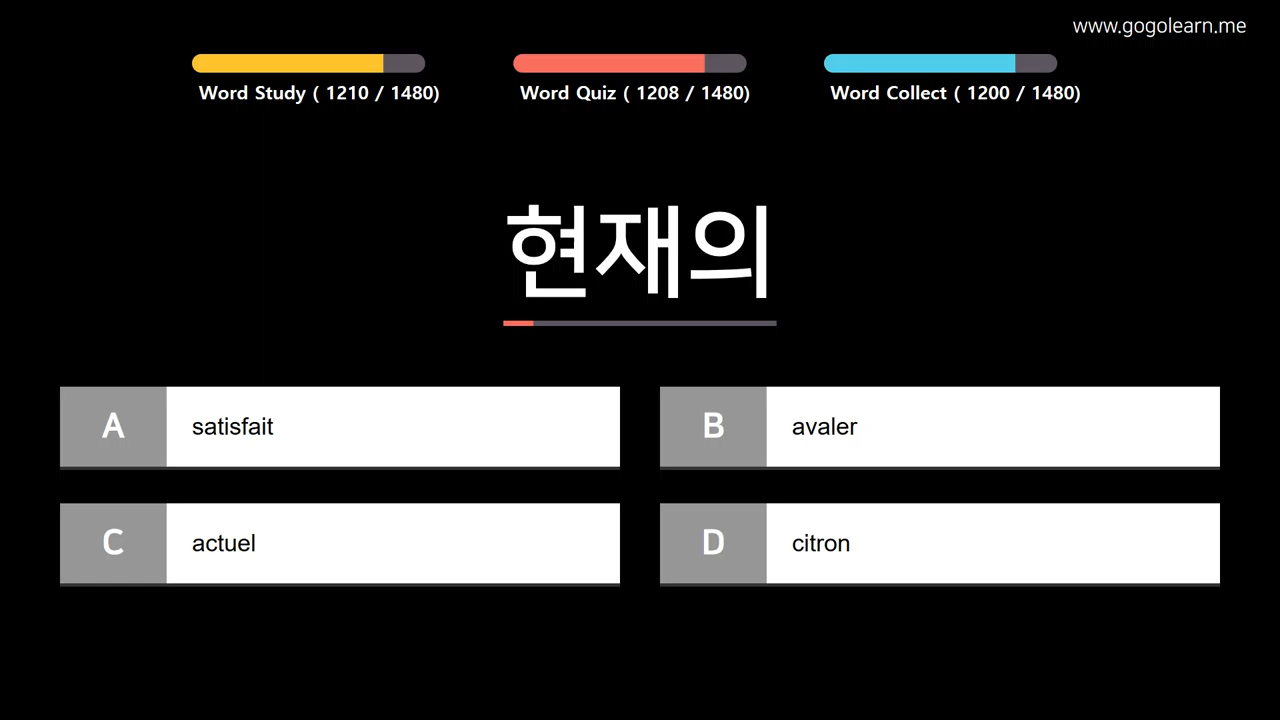 www.gogolearn.me
Word Study ( 1210 / 1480)
Word Quiz ( 1208 / 1480)
Word Collect ( 1200 / 1480)
현재의
A satisfait
B avaler
C actuel
D citron